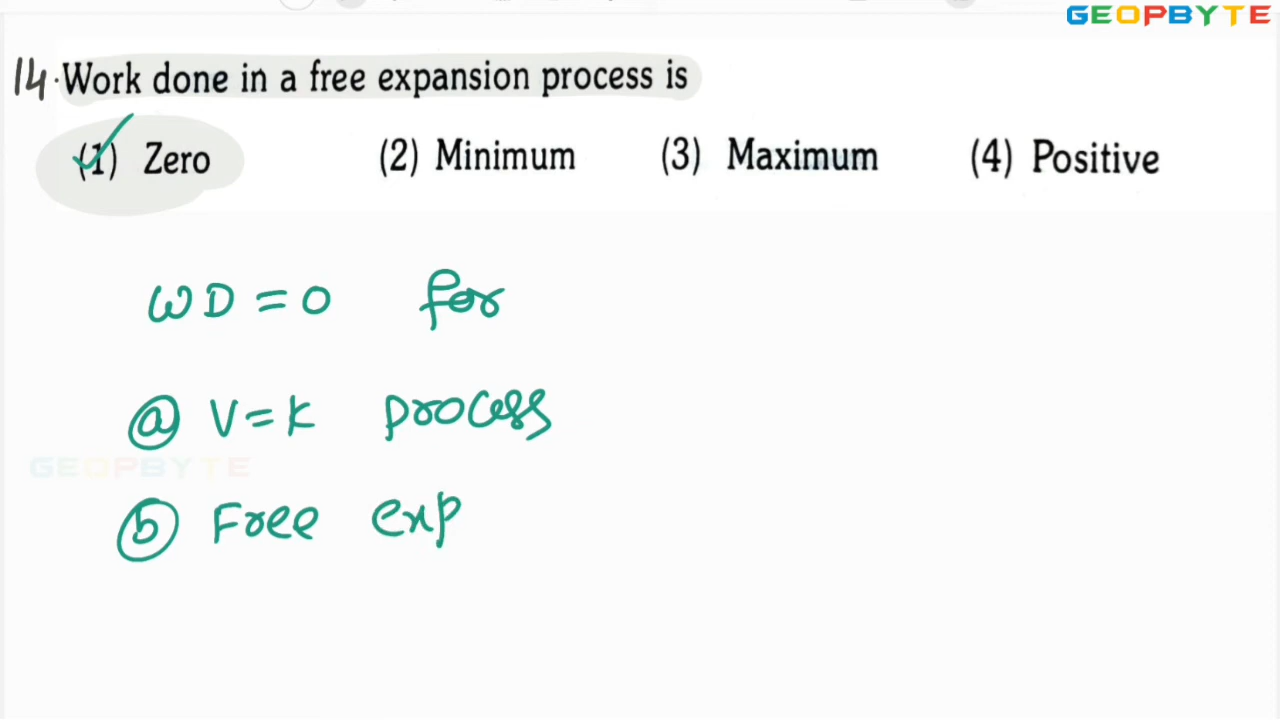 GEOPBYTE
14. Work done in a free expansion process is
(1) Zero (2) Minimum (3) Maximum (4) Positive
WD = 0 for
(a) V = K process
GEOPBYTE
(b) Free exp